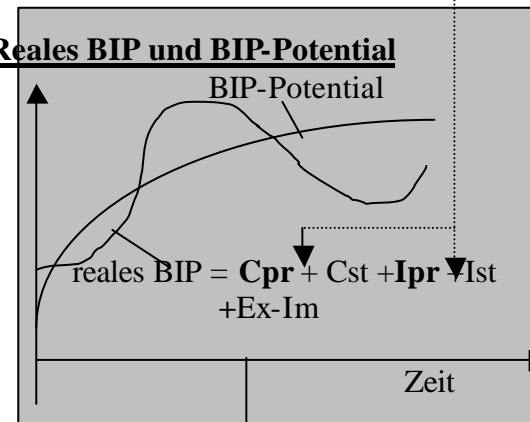 Reales BIP und BIP-Potential
BIP-Potential
reales BIP = Cpr + Cst +Ipr +Ist
+Ex-Im
Zeit